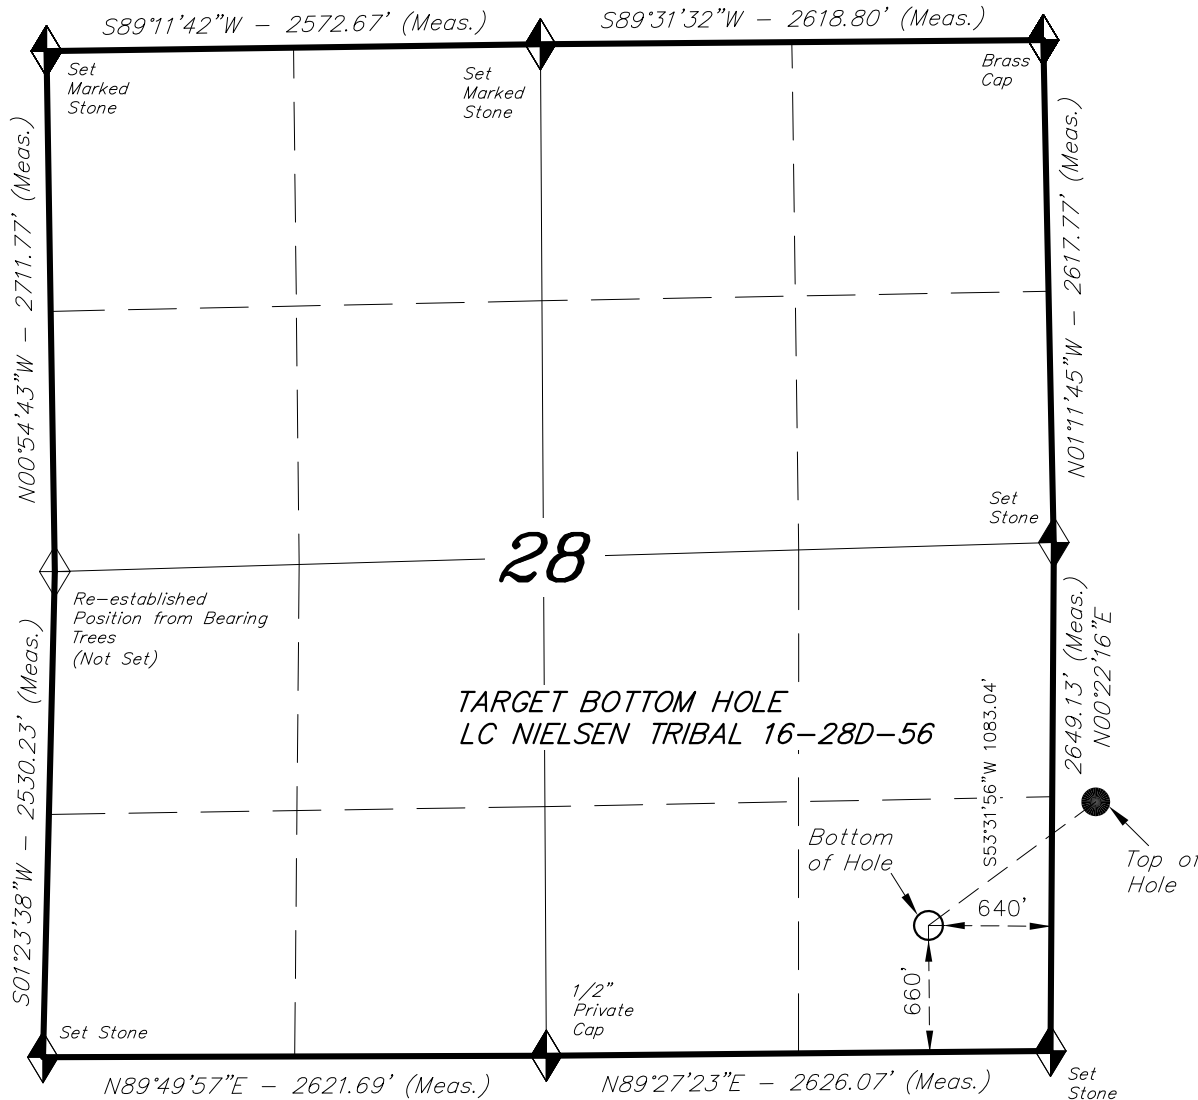 S89°11'42"W - 2572.67' (Meas.)
S89°31'32"W - 2618.80' (Meas.)
Set
Marked
Stone
Set
Marked
Stone
Brass
Cap
N00°54'43"W - 2711.77' (Meas.)
N01°11'45"W - 2617.77' (Meas.)
Set
Stone
28
Re-established
Position from Bearing
Trees
(Not Set)
S01°23'38"W - 2530.23' (Meas.)
2649.13' (Meas.)
N00°22'16"E
TARGET BOTTOM HOLE
LC NIELSEN TRIBAL 16-28D-56
S53°31'56"W 1083.04'
Bottom
of Hole
Top of
Hole
640'
660'
1/2"
Private
Cap
Set Stone
N89°49'57"E - 2621.69' (Meas.)
N89°27'23"E - 2626.07' (Meas.)
Set
Stone